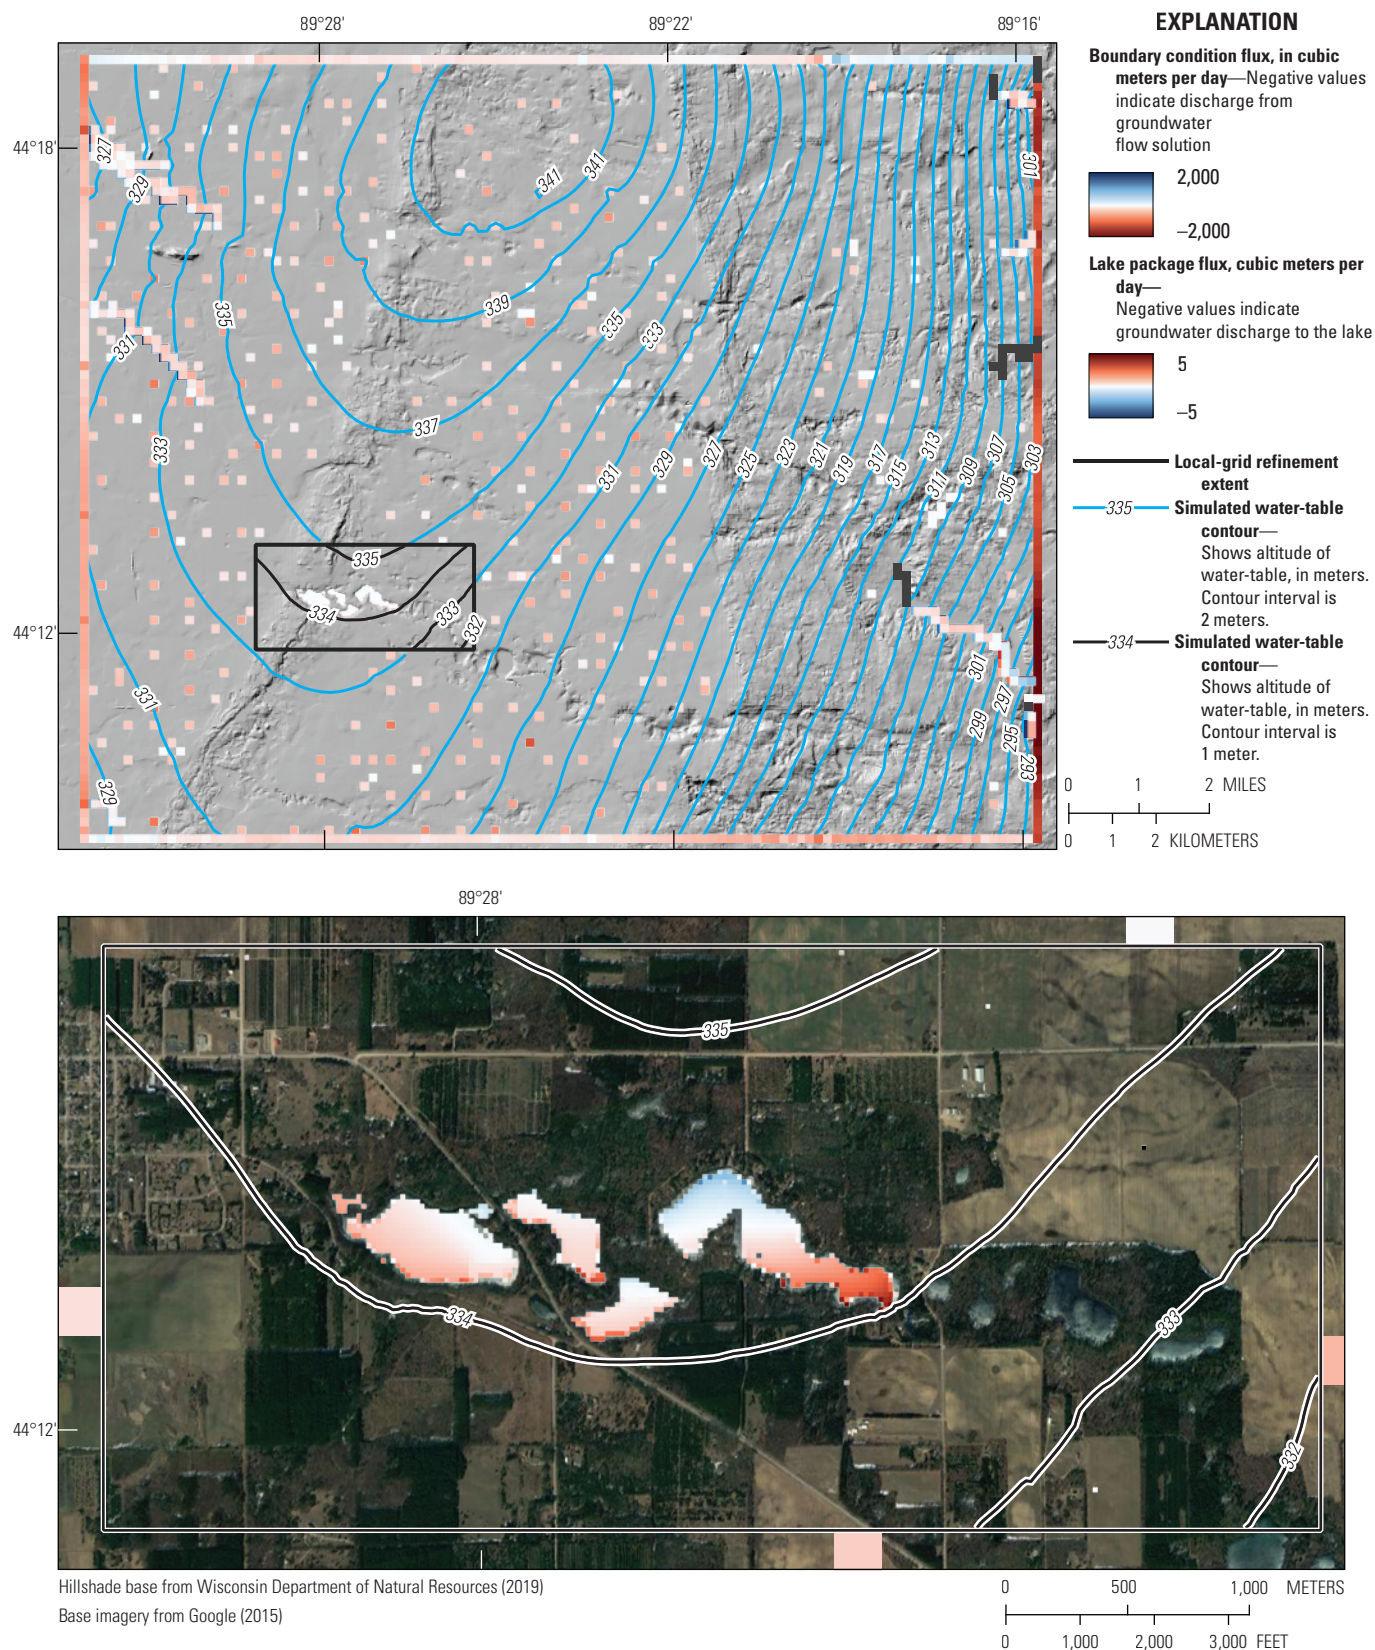 89°28'
89°22'
89°16'
EXPLANATION
Boundary condition flux, in cubic
meters per day—Negative values
indicate discharge from
groundwater
flow solution
2,000
–2,000
Lake package flux, cubic meters per
day—
Negative values indicate
groundwater discharge to the lake
5
–5
Local-grid refinement
extent
335
Simulated water-table
contour—
Shows altitude of
water-table, in meters.
Contour interval is
2 meters.
334
Simulated water-table
contour—
Shows altitude of
water-table, in meters.
Contour interval is
1 meter.
0 1 2 MILES
0 1 2 KILOMETERS
44°18'
44°12'
327
329
341
341
301
335
339
335
333
331
337
333
331
329
327
325
323
321
319
317
315
313
311
309
307
305
303
335
334
333
332
331
301
297
299
295
293
329
89°28'
335
334
333
332
44°12'
Hillshade base from Wisconsin Department of Natural Resources (2019)
Base imagery from Google (2015)
0 500 1,000 METERS
0 1,000 2,000 3,000 FEET